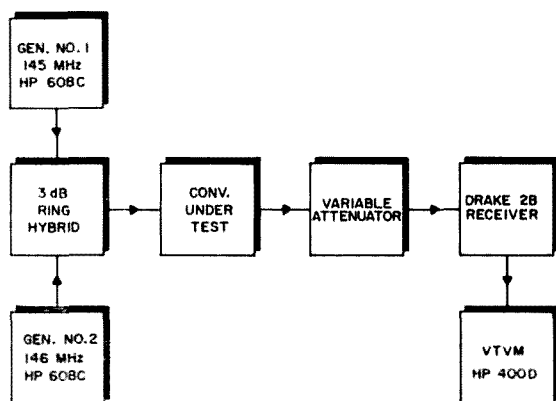 GEN. NO. 1
145 MHz
HP 608C
3 dB
RING
HYBRID
CONV.
UNDER
TEST
VARIABLE
ATTENUATOR
DRAKE 2B
RECEIVER
GEN. NO.2
146 MHz
HP 608C
VTVM
HP 400D